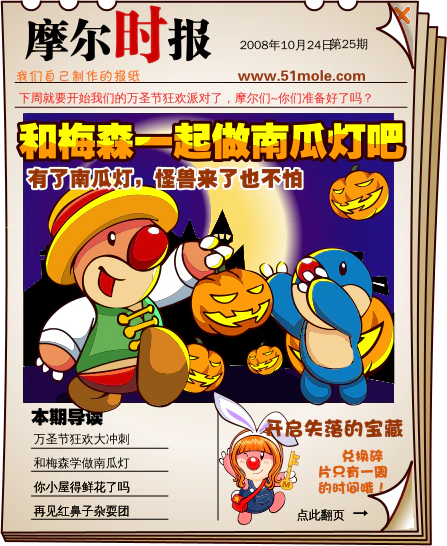 摩尔时报
2008年10月24日第25期
我们自己制作的报纸
www.51mole.com
下周就要开始我们的万圣节狂欢派对了，摩尔们~你们准备好了吗？
和梅森一起做南瓜灯吧
有了南瓜灯，怪兽来了也不怕
本期导读
万圣节狂欢大冲刺
和梅森学做南瓜灯
你小屋得鲜花了吗
再见红鼻子杂耍团
开启失落的宝藏
兑换碎
片只有一周
的时间哦！
M
点此翻页 →